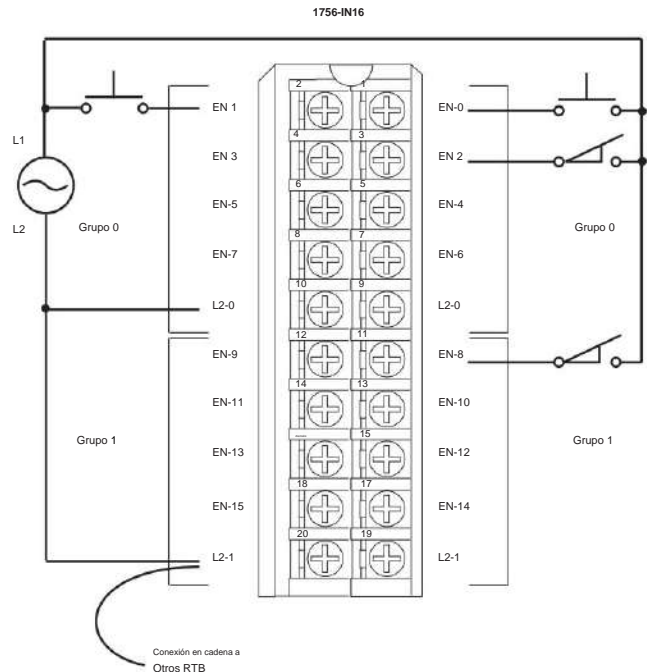 1756-IN16
2 1
EN 1 EN-0
L1
4 3
EN 3 EN 2
6 5
EN-5 EN-4
L2
Grupo 0 Grupo 0
8 7
EN-7 EN-6
10 9
L2-0 L2-0
12 11
EN-9 EN-8
14 13
EN-11 EN-10
Grupo 1 Grupo 1
15
EN-13 EN-12
18 17
EN-15 EN-14
20 19
L2-1 L2-1
Conexión en cadena a
Otros RTB